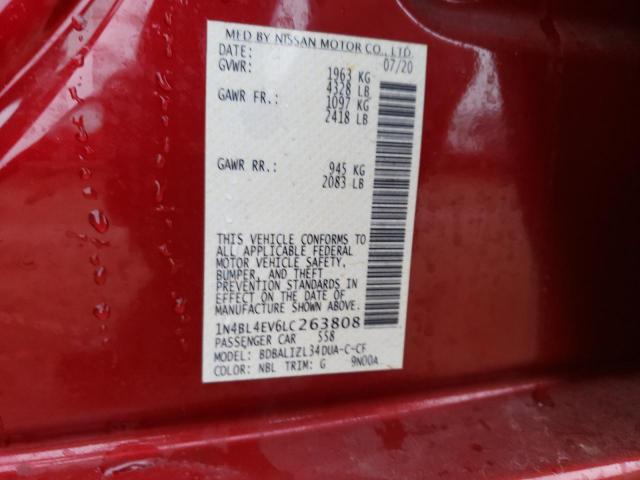 MFD BY NISSAN MOTOR CO., LTD.
DATE: 07/20
GVWR: 1963 KG
4328 LB
GAWR FR.: 1097 KG
2418 LB
GAWR RR.: 945 KG
2083 LB
THIS VEHICLE CONFORMS TO
ALL APPLICABLE FEDERAL
MOTOR VEHICLE SAFETY,
BUMPER, AND THEFT
PREVENTION STANDARDS IN
EFFECT ON THE DATE OF
MANUFACTURE SHOWN ABOVE.
1N4BL4EV6LC263808
PASSENGER CAR S58
MODEL: BDBALIZL34DUA-C-CF
COLOR: NBL TRIM: G 9N00A